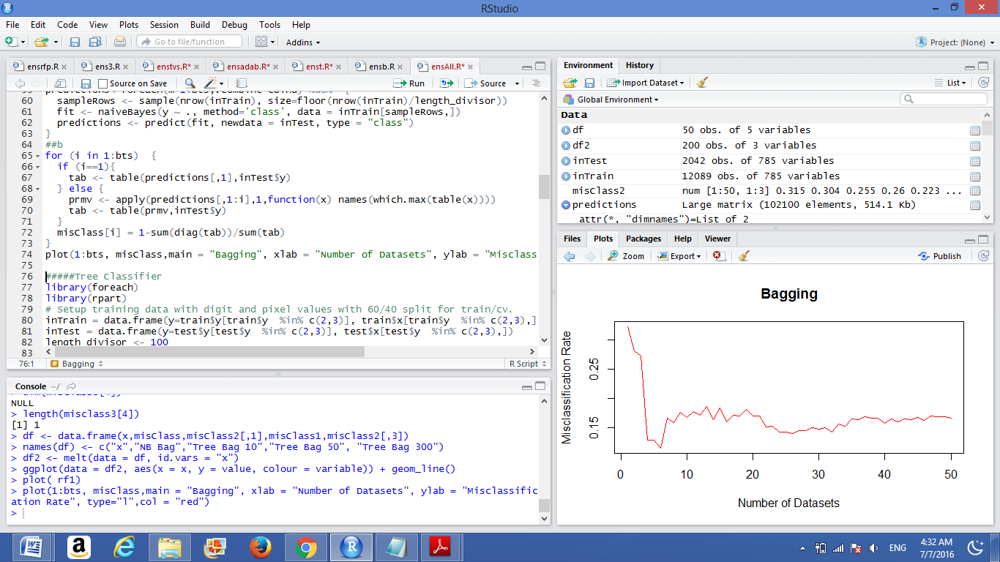 RStudio
File Edit Code View Plots Session Build Debug Tools Help
Go to file/function Addins Project: (None)
ensrfp.R ens3.R enstvs.R* ensadab.R* enst.R* ensb.R ensAll.R*
Source on Save Run Source
60 sampleRows <- sample(nrow(inTrain), size=floor(nrow(inTrain)/length_divisor))
61 fit <- naiveBayes(y ~ ., method='class', data = inTrain[sampleRows,])
62 predictions <- predict(fit, newdata = inTest, type = "class")
63 }
64 ##b
65 for (i in 1:bts) {
66 if (i==1){
67 tab <- table(predictions[,1],inTest$y)
68 } else {
69 prmv <- apply(predictions[,1:i],1,function(x) names(which.max(table(x))))
70 tab <- table(prmv,inTest$y)
71 }
72 misClass[i] = 1-sum(diag(tab))/sum(tab)
73 }
74 plot(1:bts, misClass,main = "Bagging", xlab = "Number of Datasets", ylab = "Misclass
75
76 #####Tree Classifier
77 library(foreach)
78 library(rpart)
79 # Setup training data with digit and pixel values with 60/40 split for train/cv.
80 inTrain = data.frame(y=train$y[train$y %in% c(2,3)], train$x[train$y %in% c(2,3),]
81 inTest = data.frame(y=test$y[test$y %in% c(2,3)], test$x[test$y %in% c(2,3),])
82 length_divisor <- 100
83
76:1 Bagging R Script
Console ~/
NULL
> length(misclass3[4])
[1] 1
> df <- data.frame(x,misClass,misClass2[,1],misClass1,misClass2[,3])
> names(df) <- c("x","NB Bag","Tree Bag 10","Tree Bag 50", "Tree Bag 300")
> df2 <- melt(data = df, id.vars = "x")
> ggplot(data = df2, aes(x = x, y = value, colour = variable)) + geom_line()
> plot( rf1)
> plot(1:bts, misClass,main = "Bagging", xlab = "Number of Datasets", ylab = "Misclassific
ation Rate", type="l",col = "red")
>
Environment History
Import Dataset List
Global Environment
Data
df 50 obs. of 5 variables
df2 200 obs. of 3 variables
inTest 2042 obs. of 785 variables
inTrain 12089 obs. of 785 variables
misclass2 num [1:50, 1:3] 0.315 0.304 0.255 0.26 0.223 ...
predictions Large matrix (102100 elements, 514.1 Kb)
attr(*, "dimnames")=List of 2
Files Plots Packages Help Viewer
Zoom Export Publish
Bagging
Misclassification Rate
0.25
0.15
0 10 20 30 40 50
Number of Datasets
ENG 4:32 AM
7/7/2016